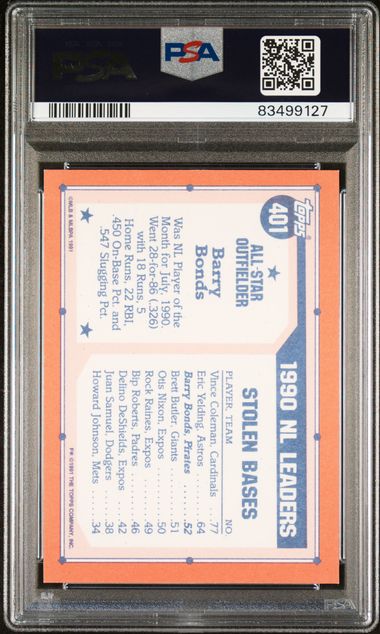 PSA
PSA
83499127
Topps
401
1990 NL LEADERS
ALL-STAR
OUTFIELDER
Barry
Bonds
Was NL Player of the
Month for July, 1990.
Went 28-for-86 (.326)
with 18 Runs, 5
Home Runs, 22 RBI,
.450 On-Base Pct. and
.547 Slugging Pct.
STOLEN BASES
PLAYER, TEAM NO
Vince Coleman, Cardinals ....77
Eric Yelding, Astros ........ 64
Barry Bonds, Pirates ...... 52
Brett Butler, Giants ........ 51
Otis Nixon, Expos ........ 50
Rock Raines, Expos ...... 49
Bip Roberts, Padres ...... 46
Delino DeShields, Expos .. 42
Juan Samuel, Dodgers .... 38
Howard Johnson, Mets .... 34
©MLB & MLBPA 1991
©1991 THE TOPPS COMPANY, INC.